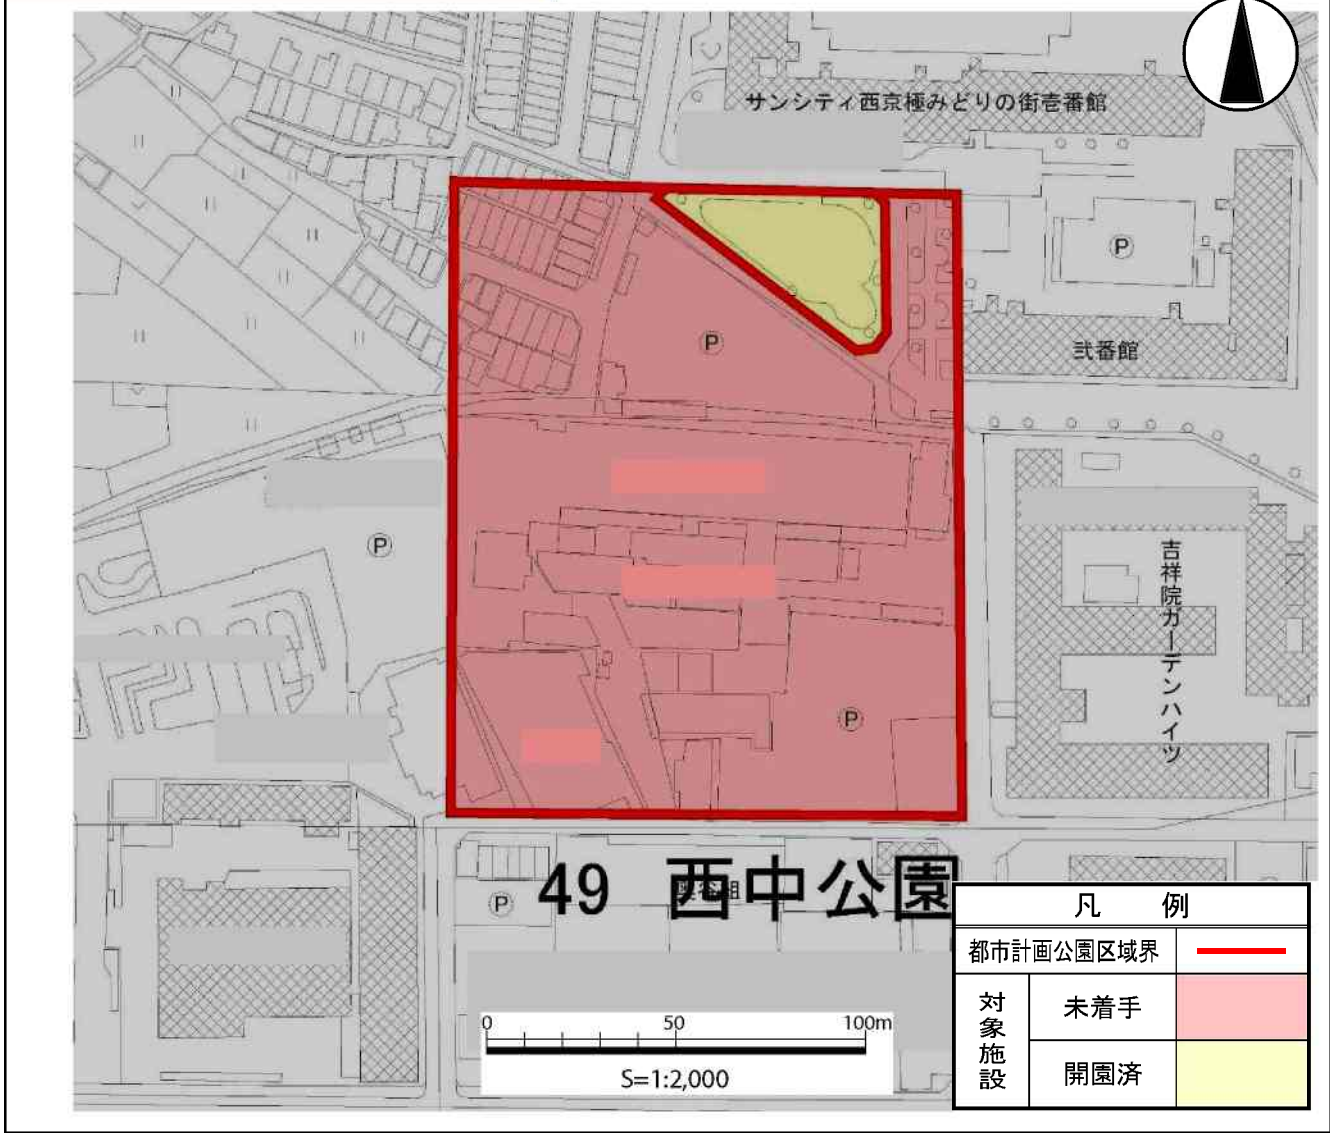 サンシティ西京極みどりの街壱番館
P
弐番館
P
P
吉祥院ガーデンハイツ
P
P
49 西中公園
凡 例
都市計画公園区域界
対象施設
未着手
開園済
0 50 100m
S=1:2,000